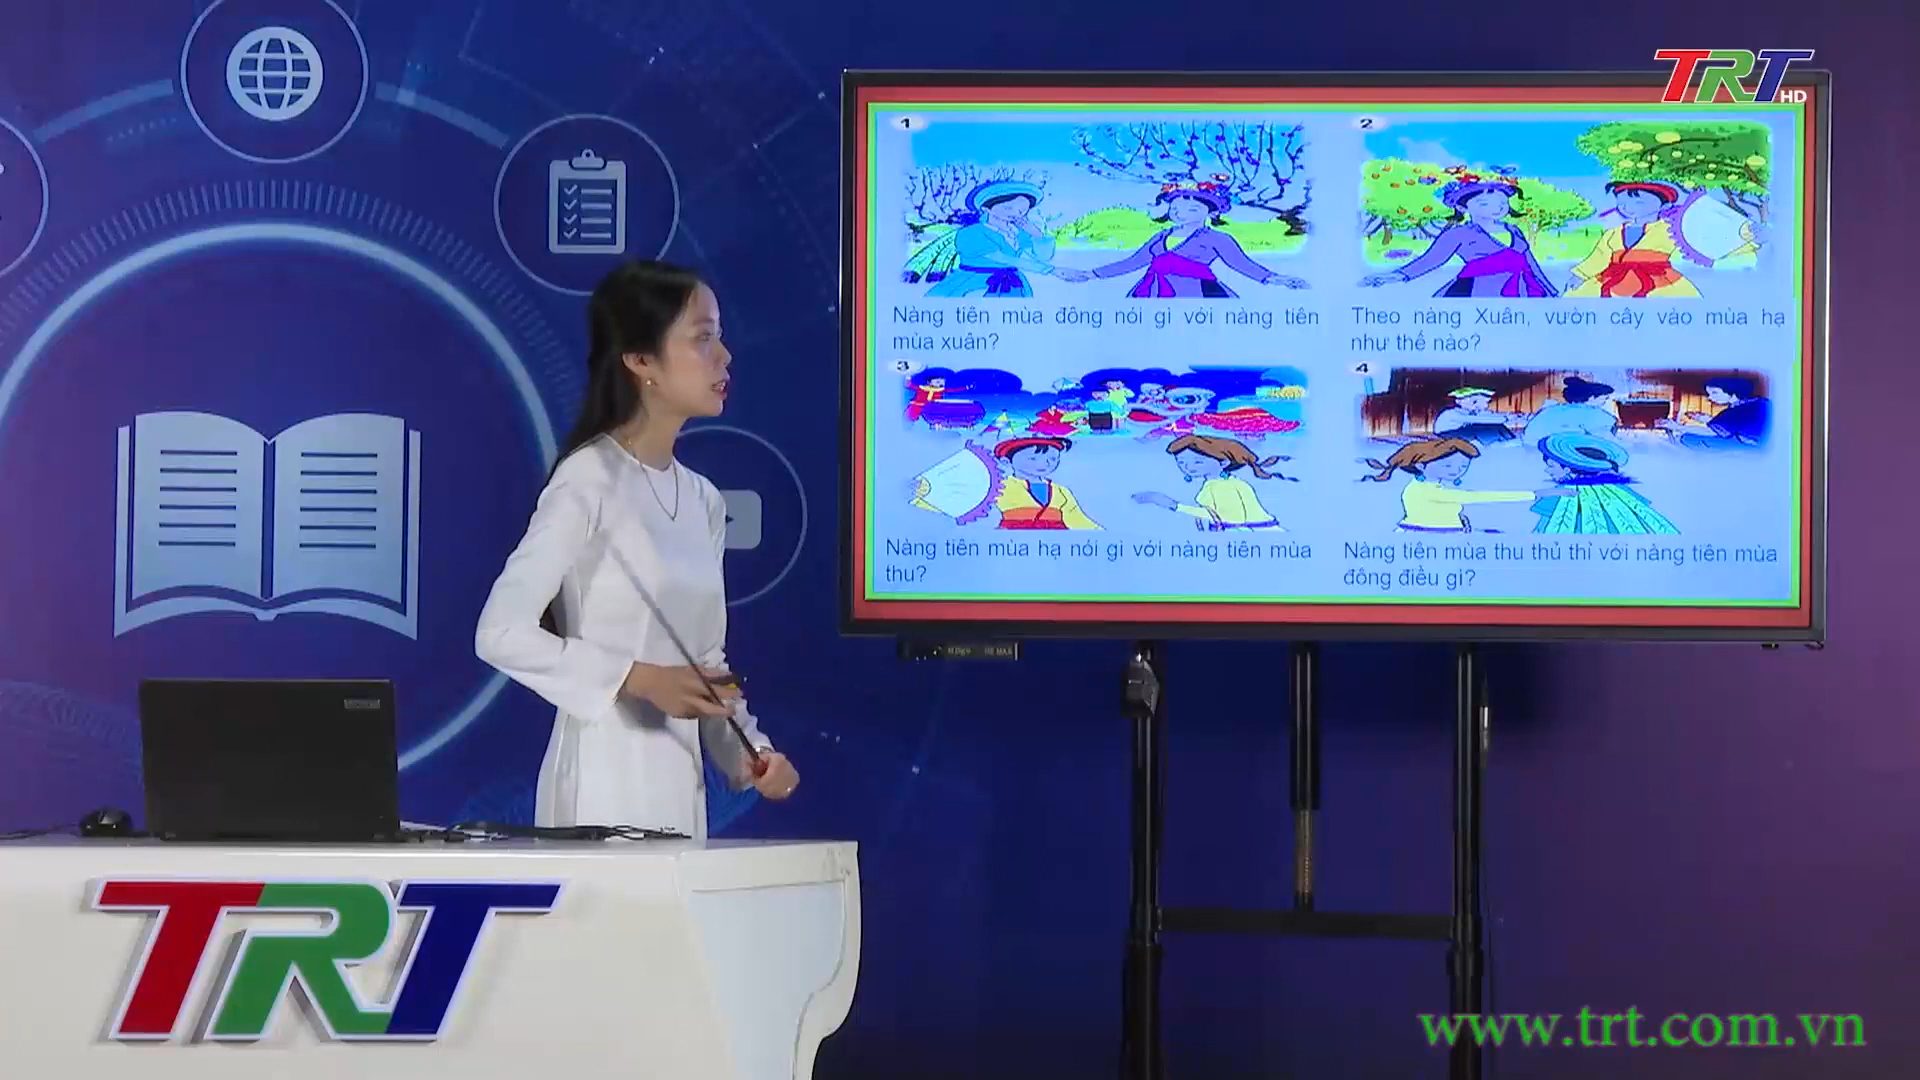 TRT HD
1
Nàng tiên mùa đông nói gì với nàng tiên
mùa xuân?
2
Theo nàng Xuân, vườn cây vào mùa hạ
như thế nào?
3
Nàng tiên mùa hạ nói gì với nàng tiên mùa
thu?
4
Nàng tiên mùa thu thủ thỉ với nàng tiên mùa
đông điều gì?
TRT
www.trt.com.vn